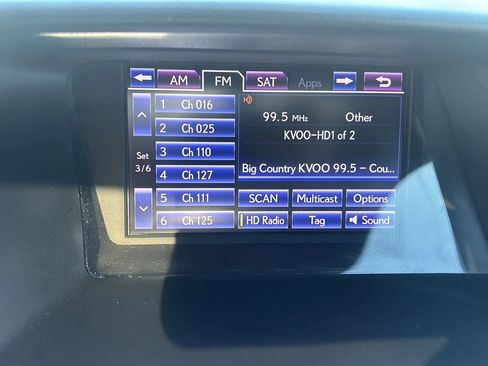 AM FM SAT Apps
1 Ch 016
2 Ch 025
3 Ch 110
4 Ch 127
5 Ch 111
6 Ch 125
Set
3/6
99.5 MHz Other
KVOO-HD1 of 2
Big Country KVOO 99.5 – Cou...
SCAN Multicast Options
HD Radio Tag Sound